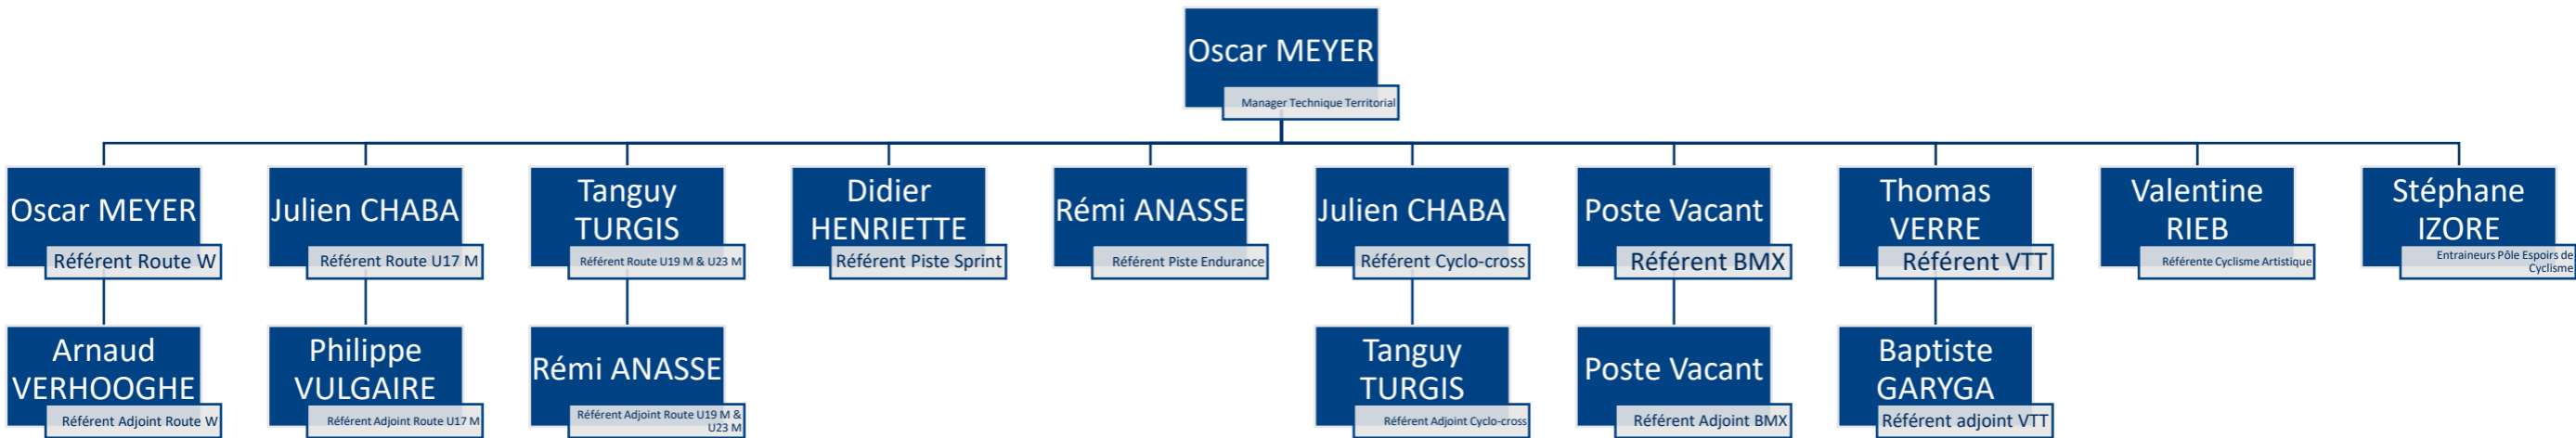 Oscar MEYER
Manager Technique Territorial
Oscar MEYER
Référent Route W
Julien CHABA
Référent Route U17 M
Tanguy
TURGIS
Référent Route U19 M & U23 M
Didier
HENRIETTE
Référent Piste Sprint
Rémi ANASSE
Référent Piste Endurance
Julien CHABA
Référent Cyclo-cross
Poste Vacant
Référent BMX
Thomas
VERRE
Référent VTT
Valentine
RIEB
Référente Cyclisme Artistique
Stéphane
IZORE
Entraineurs Pôle Espoirs de
Cyclisme
Arnaud
VERHOOGHE
Référent Adjoint Route W
Philippe
VULGAIRE
Référent Adjoint Route U17 M
Rémi ANASSE
Référent Adjoint Route U19 M &
U23 M
Tanguy
TURGIS
Référent Adjoint Cyclo-cross
Poste Vacant
Référent Adjoint BMX
Baptiste
GARYGA
Référent adjoint VTT